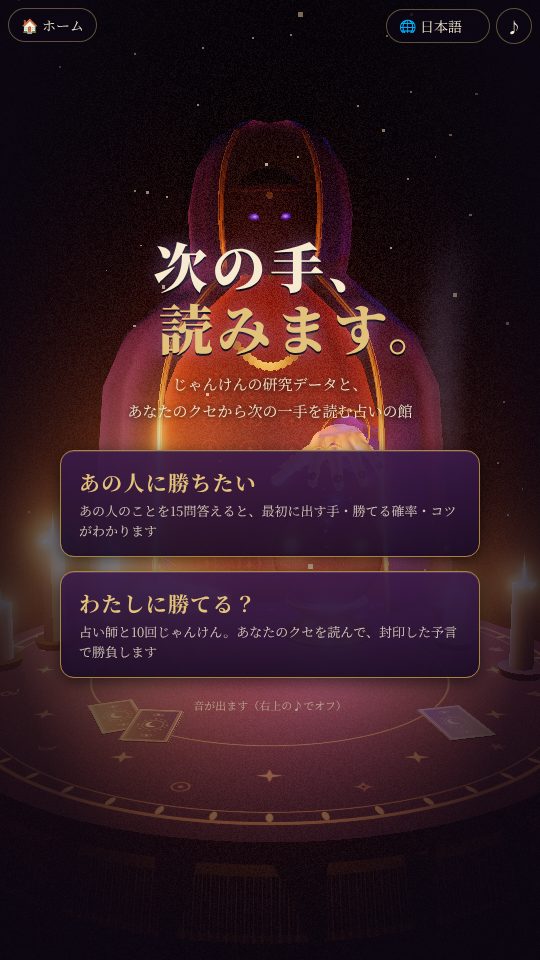 🏠 ホーム
🌐 日本語
♪
次の手、
読みます。
じゃんけんの研究データと、
あなたのクセから次の一手を読む占いの館
あの人に勝ちたい
あの人のことを15問答えると、最初に出す手・勝てる確率・コツ
がわかります
わたしに勝てる？
占い師と10回じゃんけん。あなたのクセを読んで、封印した予言
で勝負します
音が出ます（右上の♪でオフ）